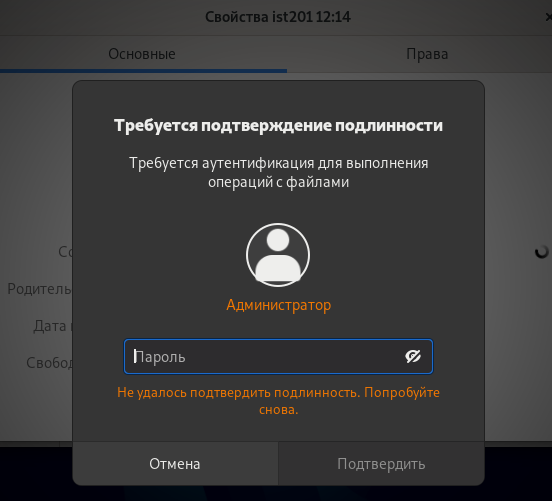 Свойства ist201 12:14
Основные
Права
Требуется подтверждение подлинности
Требуется аутентификация для выполнения
операций с файлами
Администратор
Пароль
Не удалось подтвердить подлинность. Попробуйте
снова.
Отмена
Подтвердить
Родитель
Дата
Свобод